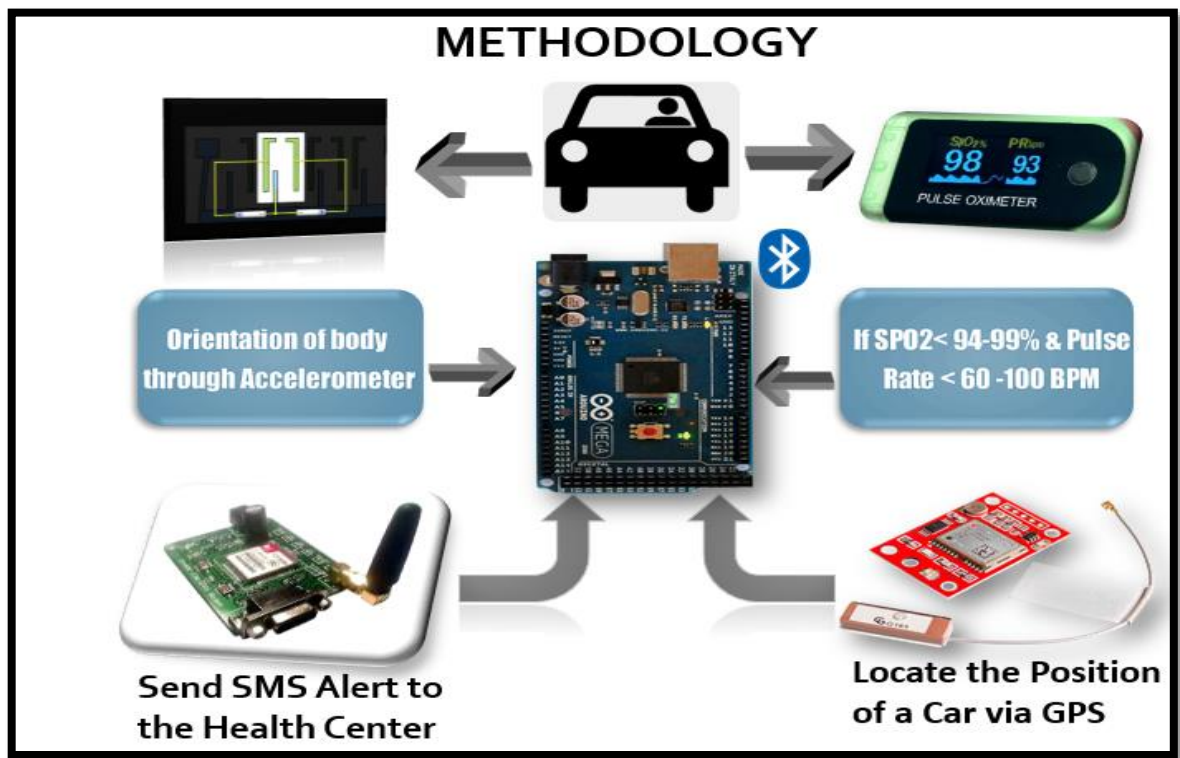 METHODOLOGY
SpO2% PRbpm
98 93
PULSE OXIMETER
Orientation of body
through Accelerometer
If SPO2< 94-99% & Pulse
Rate < 60 -100 BPM
ARDUINO
MEGA
Send SMS Alert to
the Health Center
Locate the Position
of a Car via GPS